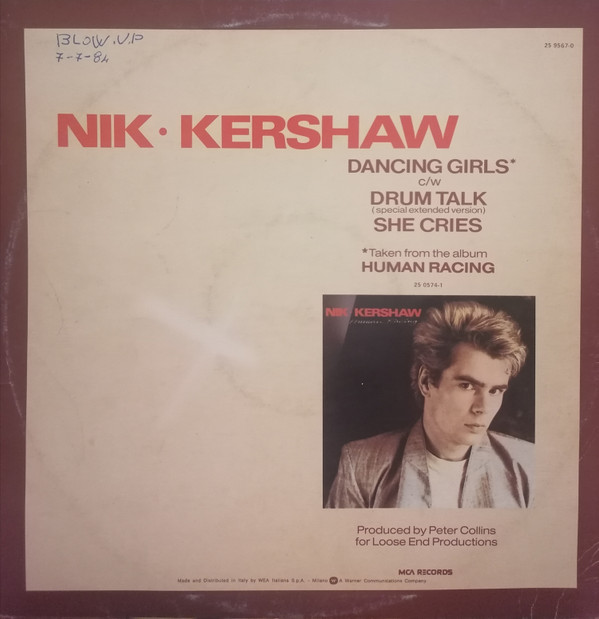 BLOW.UP
7-7-84
25 9567-0
NIK · KERSHAW
DANCING GIRLS*
c/w
DRUM TALK
(special extended version)
SHE CRIES
*Taken from the album
HUMAN RACING
25 0574-1
NIK KERSHAW
Human Racing
Produced by Peter Collins
for Loose End Productions
MCA RECORDS
Made and Distributed in Italy by WEA Italiana S.p.A. - Milano W A Warner Communications Company